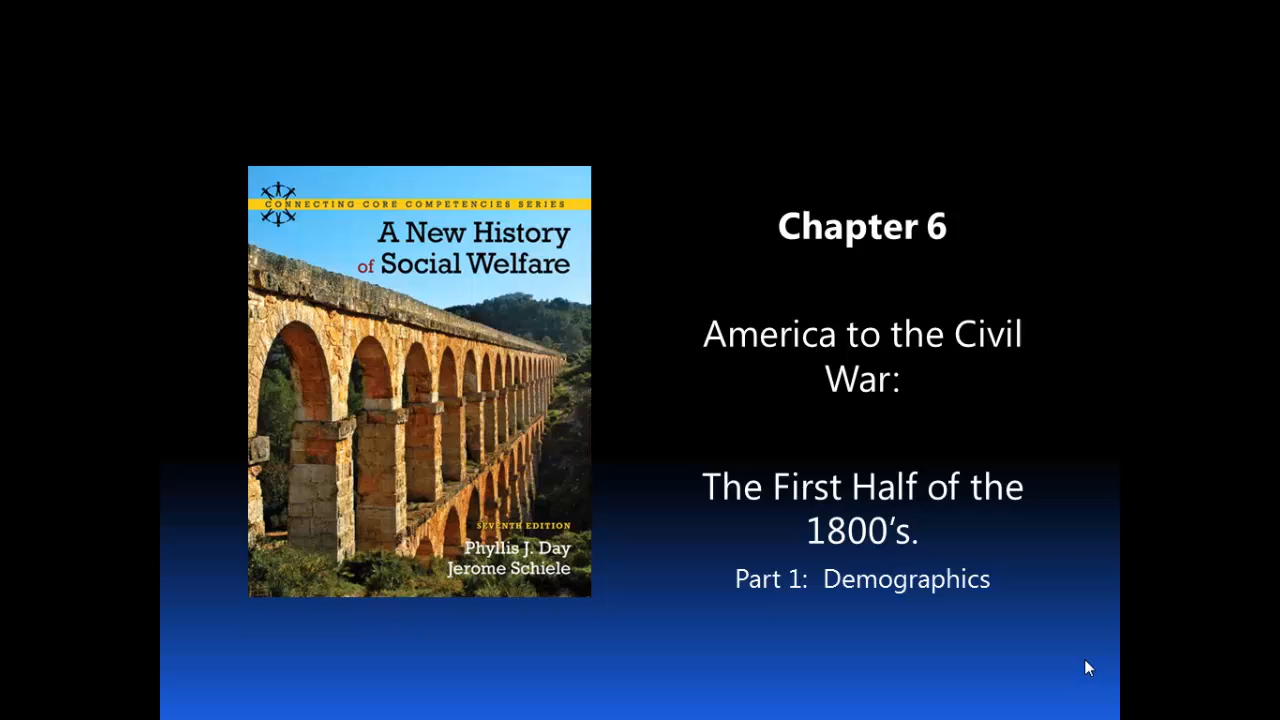 CONNECTING CORE COMPETENCIES SERIES
A New History
of Social Welfare
SEVENTH EDITION
Phyllis J. Day
Jerome Schiele
Chapter 6
America to the Civil
War:
The First Half of the
1800’s.
Part 1:  Demographics